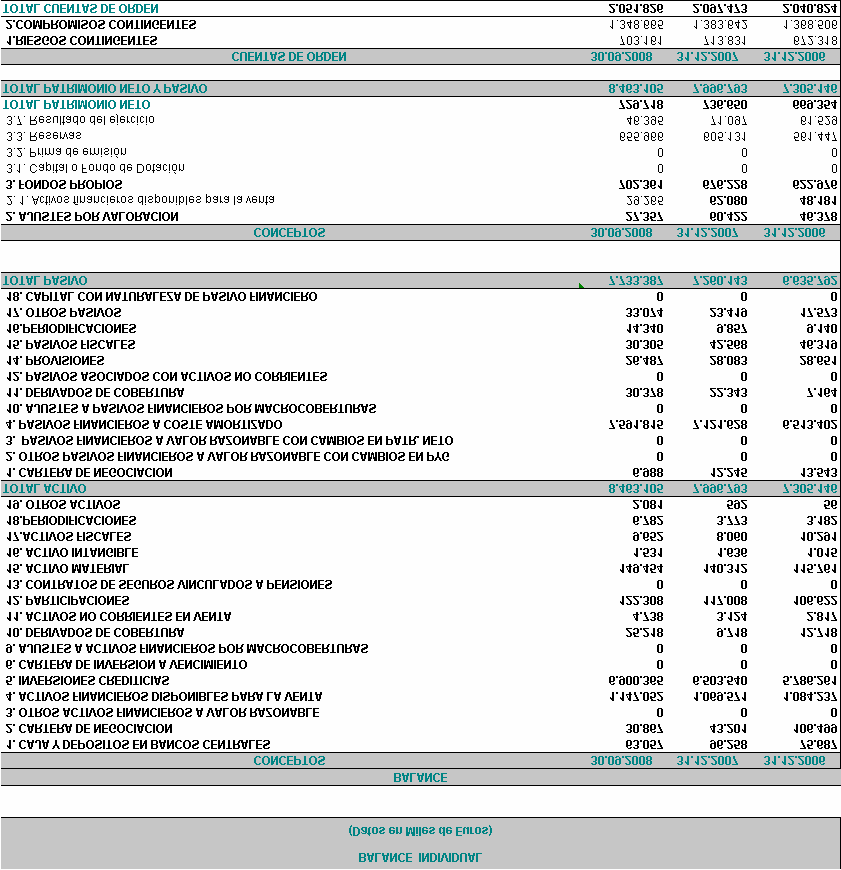 BALANCE INDIVIDUAL
(Datos en Miles de Euros)
BALANCE
CONCEPTOS 30.09.2008 31.12.2007 31.12.2006
1. CAJA Y DEPOSITOS EN BANCOS CENTRALES 63.057 96.258 75.687
2. CARTERA DE NEGOCIACION 30.867 43.201 106.499
3. OTROS ACTIVOS FINANCIEROS A VALOR RAZONABLE 0 0 0
4. ACTIVOS FINANCIEROS DISPONIBLES PARA LA VENTA 1.147.052 1.069.571 1.084.237
5. INVERSIONES CREDITICIAS 6.900.365 6.503.540 5.786.261
6. CARTERA DE INVERSION A VENCIMIENTO 0 0 0
9. AJUSTES A ACTIVOS FINANCIEROS POR MACROCOBERTURAS 0 0 0
10. DERIVADOS DE COBERTURA 25.218 9.718 12.718
11. ACTIVOS NO CORRIENTES EN VENTA 4.738 3.124 2.817
12. PARTICIPACIONES 122.308 117.008 106.622
13. CONTRATOS DE SEGUROS VINCULADOS A PENSIONES 0 0 0
15. ACTIVO MATERIAL 149.454 140.312 115.761
16. ACTIVO INTANGIBLE 1.531 1.636 1.015
17.ACTIVOS FISCALES 9.652 8.060 10.291
18.PERIODIFICACIONES 6.782 3.773 3.182
19. OTROS ACTIVOS 2.081 592 56
TOTAL ACTIVO 8.463.105 7.996.793 7.305.146
1. CARTERA DE NEGOCIACION 6.988 12.245 13.543
2. OTROS PASIVOS FINANCIEROS A VALOR RAZONABLE CON CAMBIOS EN PYG 0 0 0
3. PASIVOS FINANCIEROS A VALOR RAZONABLE CON CAMBIOS EN PATR. NETO 0 0 0
4. PASIVOS FINANCIEROS A COSTE AMORTIZADO 7.591.815 7.121.628 6.513.402
10. AJUSTES A PASIVOS FINANCIEROS POR MACROCOBERTURAS 0 0 0
11. DERIVADOS DE COBERTURA 30.378 22.343 7.164
12. PASIVOS ASOCIADOS CON ACTIVOS NO CORRIENTES 0 0 0
14. PROVISIONES 26.487 28.083 28.651
15. PASIVOS FISCALES 30.305 42.568 46.319
16.PERIODIFICACIONES 14.340 9.857 9.140
17. OTROS PASIVOS 33.074 23.419 17.573
18. CAPITAL CON NATURALEZA DE PASIVO FINANCIERO 0 0 0
TOTAL PASIVO 7.733.387 7.260.143 6.635.792
CONCEPTOS 30.09.2008 31.12.2007 31.12.2006
2. AJUSTES POR VALORACION 27.357 60.422 46.378
2. 1. Activos financieros disponibles para la venta 29.265 62.080 48.181
3. FONDOS PROPIOS 702.361 676.228 622.976
3.1. Capital o Fondo de Dotación 0 0 0
3.2. Prima de emisión 0 0 0
3.3. Reservas 655.966 605.131 561.447
3.7. Resultado del ejercicio 46.395 71.097 61.529
TOTAL PATRIMONIO NETO 729.718 736.650 669.354
TOTAL PATRIMONIO NETO Y PASIVO 8.463.105 7.996.793 7.305.146
CUENTAS DE ORDEN 30.09.2008 31.12.2007 31.12.2006
1.RIESGOS CONTINGENTES 703.161 713.831 672.318
2.COMPROMISOS CONTINGENTES 1.348.665 1.383.642 1.368.506
TOTAL CUENTAS DE ORDEN 2.051.826 2.097.473 2.040.824